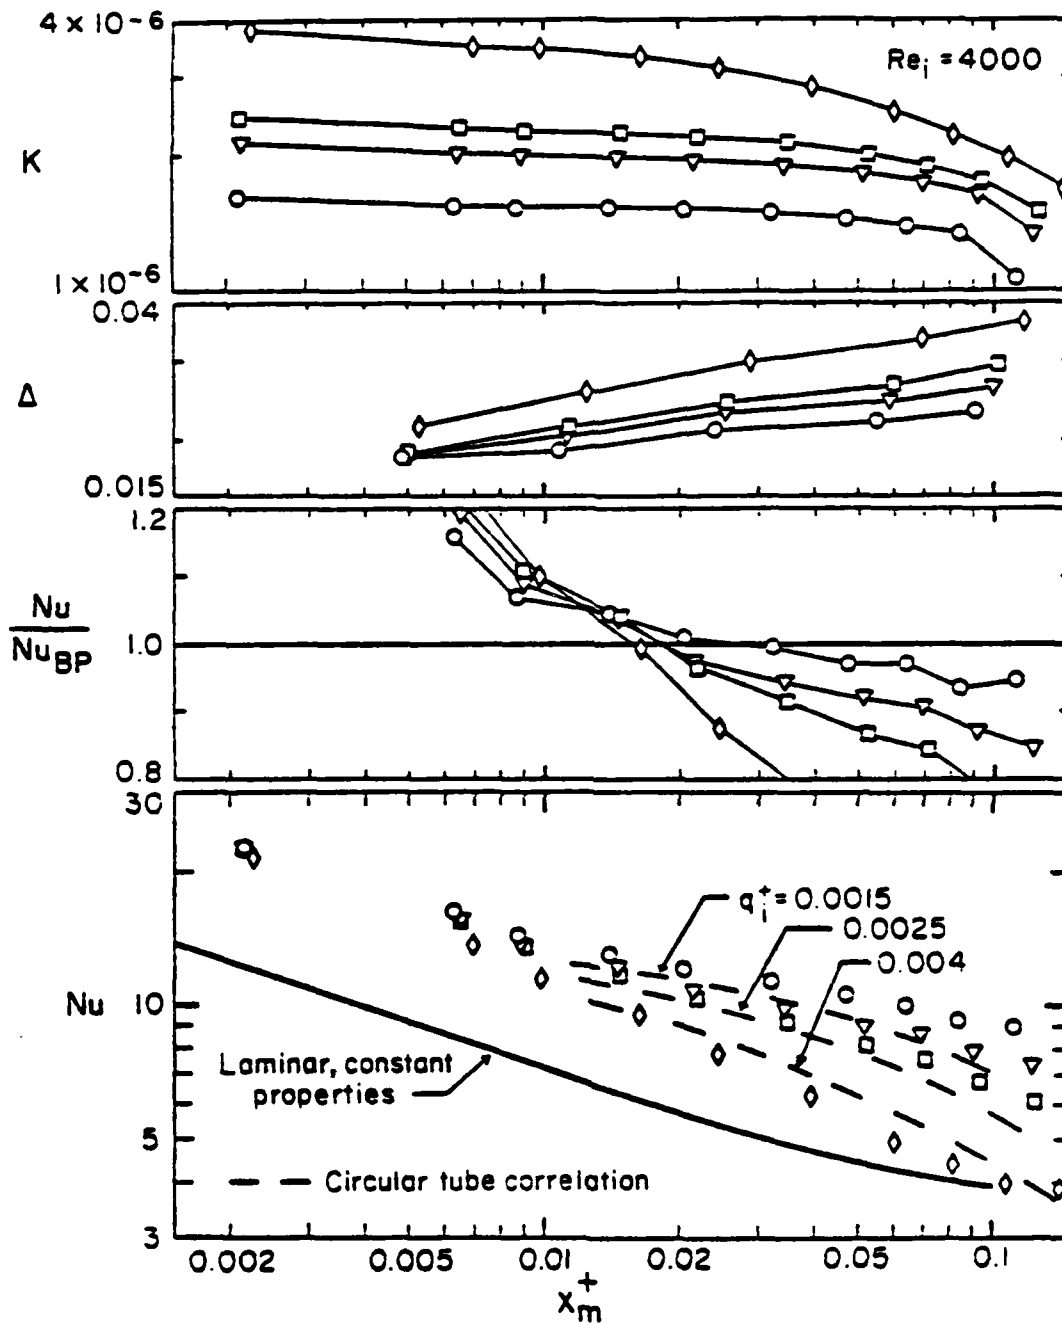 4 × 10⁻⁶
Reᵢ = 4000
K
1 × 10⁻⁶
0.04
Δ
0.015
1.2
Nu
Nu_BP
1.0
0.8
30
qᵢ⁺ = 0.0015
0.0025
0.004
Nu
10
Laminar, constant
properties
5
— — Circular tube correlation
3
0.002
0.005
0.01
0.02
0.05
0.1
x_m⁺